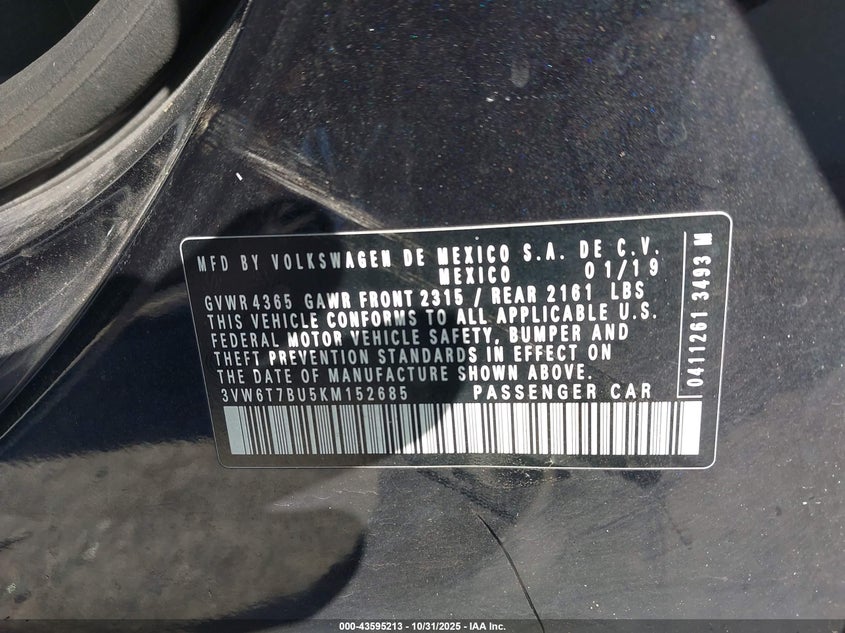 MFD BY VOLKSWAGEN DE MEXICO S.A. DE C.V.
MEXICO 01/19
GVWR 4365 GAWR FRONT 2315 / REAR 2161 LBS
THIS VEHICLE CONFORMS TO ALL APPLICABLE U.S.
FEDERAL MOTOR VEHICLE SAFETY, BUMPER AND
THEFT PREVENTION STANDARDS IN EFFECT ON
THE DATE OF MANUFACTURE SHOWN ABOVE.
3VW6T7BU5KM152685 PASSENGER CAR
0411261 3493 M
000-43595213 - 10/31/2025 - IAA Inc.